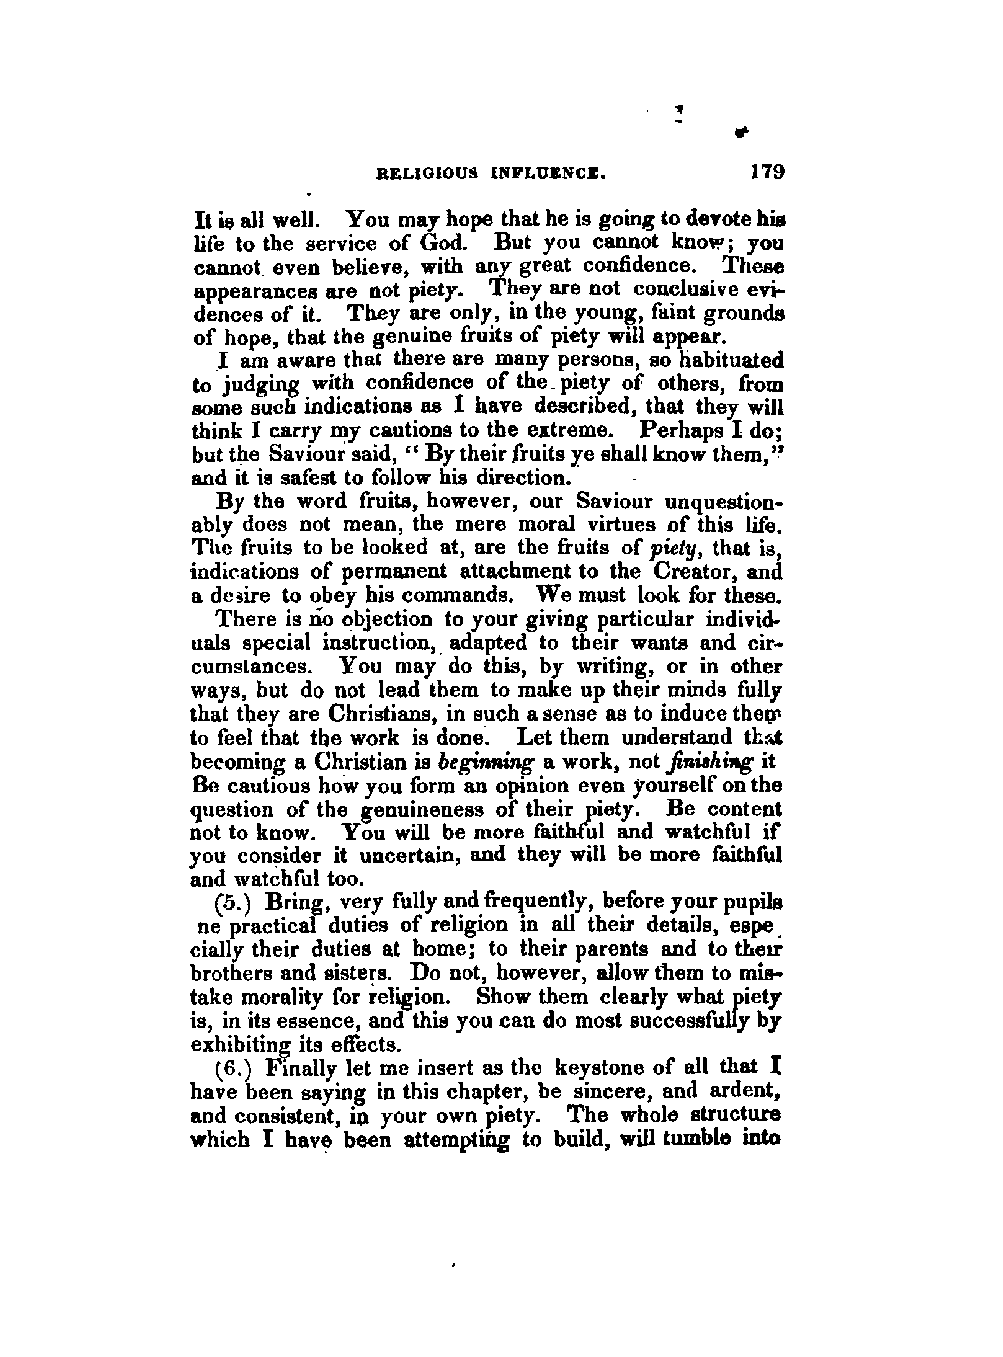 RELIGIOUS INFLUENCE. 179
It is all well. You may hope that he is going to devote his
life to the service of God. But you cannot know; you
cannot even believe, with any great confidence. These
appearances are not piety. They are not conclusive evi-
dences of it. They are only, in the young, faint grounds
of hope, that the genuine fruits of piety will appear.
I am aware that there are many persons, so habituated
to judging with confidence of the piety of others, from
some such indications as I have described, that they will
think I carry my cautions to the extreme. Perhaps I do;
but the Saviour said, “ By their fruits ye shall know them,”
and it is safest to follow his direction.
By the word fruits, however, our Saviour unquestion-
ably does not mean, the mere moral virtues of this life.
The fruits to be looked at, are the fruits of piety, that is,
indications of permanent attachment to the Creator, and
a desire to obey his commands. We must look for these.
There is no objection to your giving particular individ-
uals special instruction, adapted to their wants and cir-
cumstances. You may do this, by writing, or in other
ways, but do not lead them to make up their minds fully
that they are Christians, in such a sense as to induce them
to feel that the work is done. Let them understand that
becoming a Christian is beginning a work, not finishing it
Be cautious how you form an opinion even yourself on the
question of the genuineness of their piety. Be content
not to know. You will be more faithful and watchful if
you consider it uncertain, and they will be more faithful
and watchful too.
(5.) Bring, very fully and frequently, before your pupils
ne practical duties of religion in all their details, espe
cially their duties at home; to their parents and to their
brothers and sisters. Do not, however, allow them to mis-
take morality for religion. Show them clearly what piety
is, in its essence, and this you can do most successfully by
exhibiting its effects.
(6.) Finally let me insert as the keystone of all that I
have been saying in this chapter, be sincere, and ardent,
and consistent, in your own piety. The whole structure
which I have been attempting to build, will tumble into